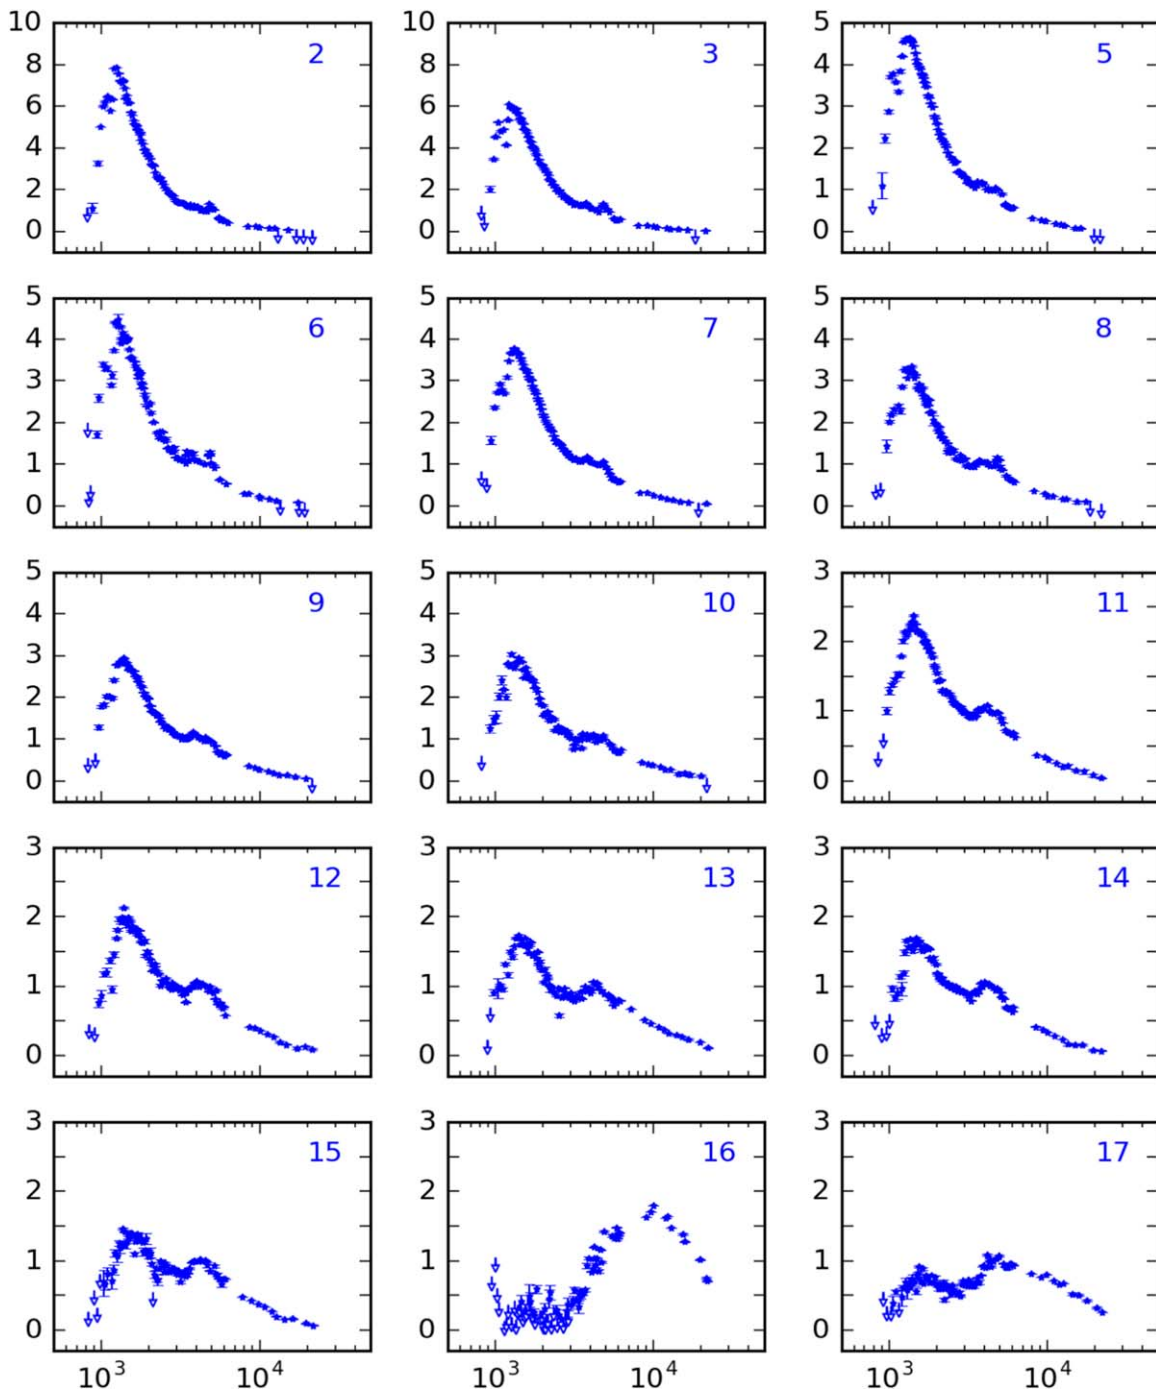 10 8 6 4 2 0 2
10 8 6 4 2 0 3
5 4 3 2 1 0 5
5 4 3 2 1 0 6
5 4 3 2 1 0 7
5 4 3 2 1 0 8
5 4 3 2 1 0 9
5 4 3 2 1 0 10
3 2 1 0 11
3 2 1 0 12
3 2 1 0 13
3 2 1 0 14
3 2 1 0 15
3 2 1 0 16
3 2 1 0 17
10³ 10⁴ 10³ 10⁴ 10³ 10⁴